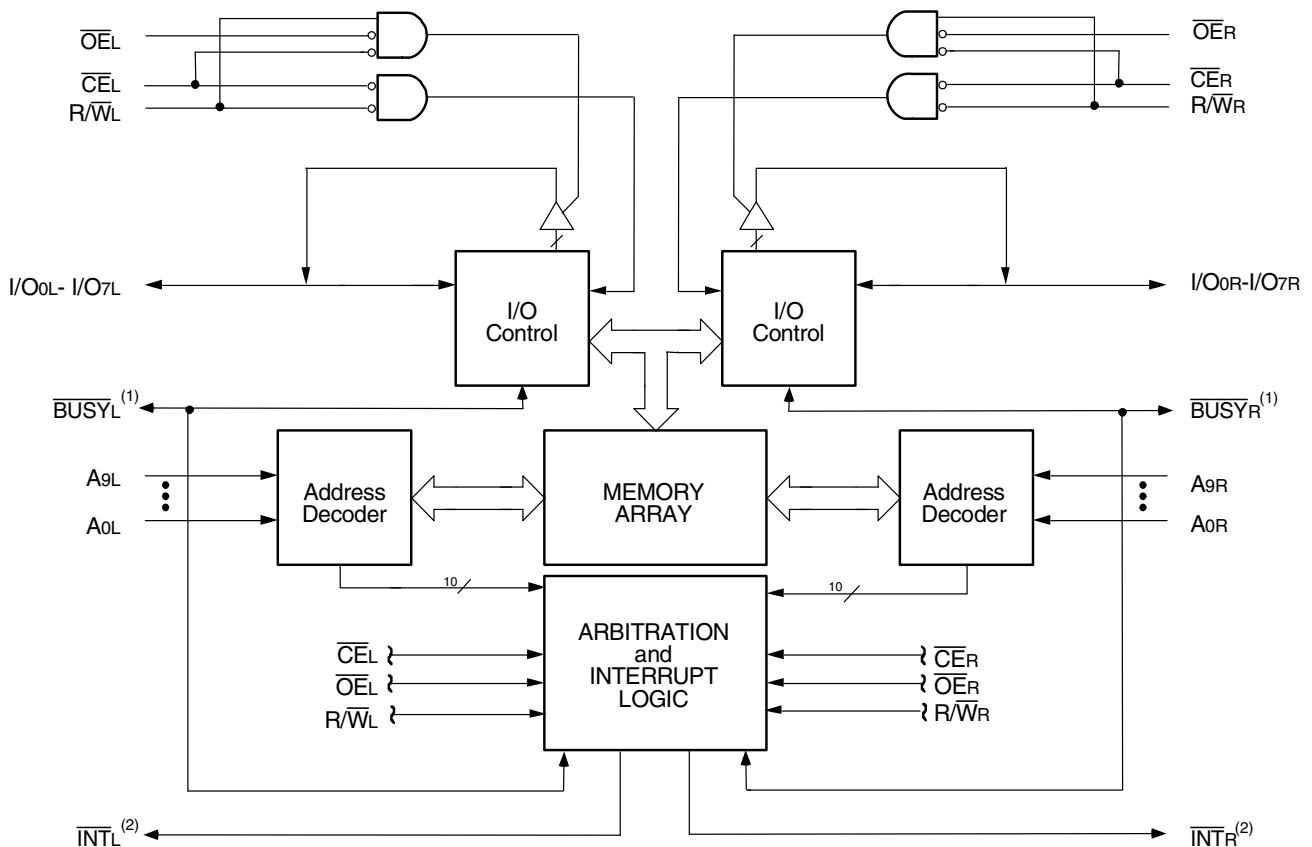 OEL
OER
CEL
CER
R/WL
R/WR
I/O0L- I/O7L
I/O
Control
I/O
Control
I/O0R-I/O7R
BUSYL(1)
BUSYR(1)
A9L
A0L
Address
Decoder
MEMORY
ARRAY
Address
Decoder
A9R
A0R
10
10
ARBITRATION
and
INTERRUPT
LOGIC
CEL
OEL
R/WL
CER
OER
R/WR
INTL(2)
INTR(2)